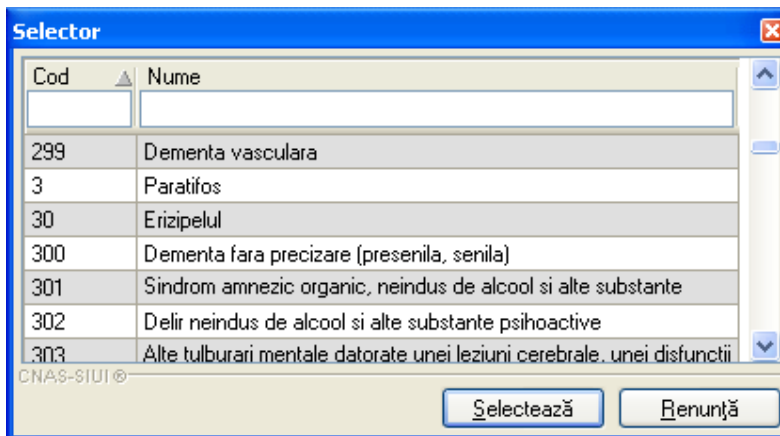 Selector
Cod Nume
299 Dementa vasculara
3 Paratifos
30 Erizipelul
300 Dementa fara precizare (presenila, senila)
301 Sindrom amnezic organic, neindus de alcool si alte substante
302 Delir neindus de alcool si alte substante psihoactive
303 Alte tulburari mentale datorate unei leziuni cerebrale, unei disfunctii
CNAS-SIUI ®
Selectează Renunţă